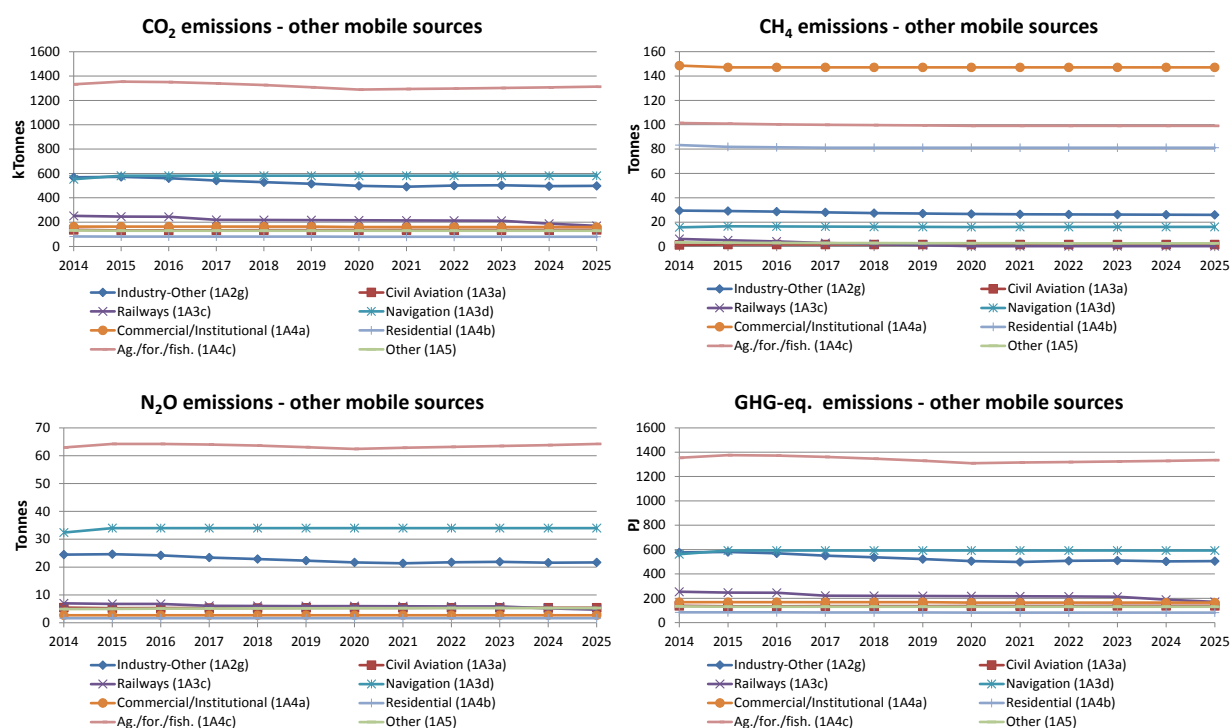 CO₂ emissions - other mobile sources
kTonnes
1600
1400
1200
1000
800
600
400
200
0
2014 2015 2016 2017 2018 2019 2020 2021 2022 2023 2024 2025
Industry-Other (1A2g) Civil Aviation (1A3a)
Railways (1A3c) Navigation (1A3d)
Commercial/Institutional (1A4a) Residential (1A4b)
Ag./for./fish. (1A4c) Other (1A5)
CH₄ emissions - other mobile sources
Tonnes
160
140
120
100
80
60
40
20
0
2014 2015 2016 2017 2018 2019 2020 2021 2022 2023 2024 2025
Industry-Other (1A2g) Civil Aviation (1A3a)
Railways (1A3c) Navigation (1A3d)
Commercial/Institutional (1A4a) Residential (1A4b)
Ag./for./fish. (1A4c) Other (1A5)
N₂O emissions - other mobile sources
Tonnes
70
60
50
40
30
20
10
0
2014 2015 2016 2017 2018 2019 2020 2021 2022 2023 2024 2025
Industry-Other (1A2g) Civil Aviation (1A3a)
Railways (1A3c) Navigation (1A3d)
Commercial/Institutional (1A4a) Residential (1A4b)
Ag./for./fish. (1A4c) Other (1A5)
GHG-eq. emissions - other mobile sources
PJ
1600
1400
1200
1000
800
600
400
200
0
2014 2015 2016 2017 2018 2019 2020 2021 2022 2023 2024 2025
Industry-Other (1A2g) Civil Aviation (1A3a)
Railways (1A3c) Navigation (1A3d)
Commercial/Institutional (1A4a) Residential (1A4b)
Ag./for./fish. (1A4c) Other (1A5)